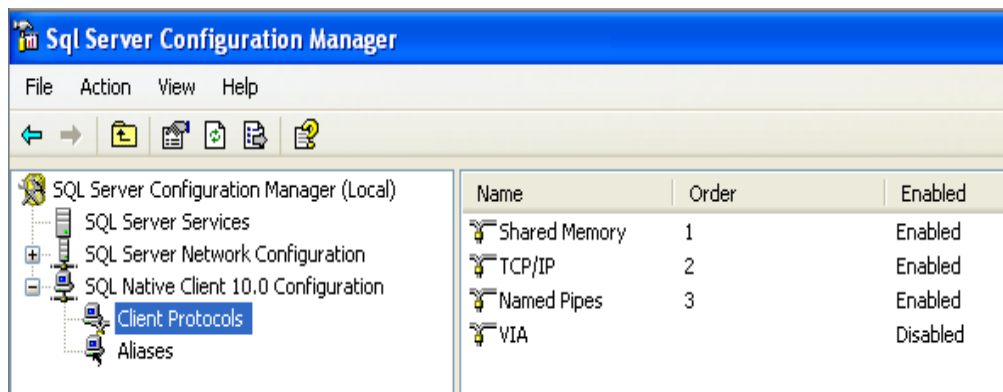 Sql Server Configuration Manager
File Action View Help
SQL Server Configuration Manager (Local)
SQL Server Services
SQL Server Network Configuration
SQL Native Client 10.0 Configuration
Client Protocols
Aliases
Name Order Enabled
Shared Memory 1 Enabled
TCP/IP 2 Enabled
Named Pipes 3 Enabled
VIA Disabled